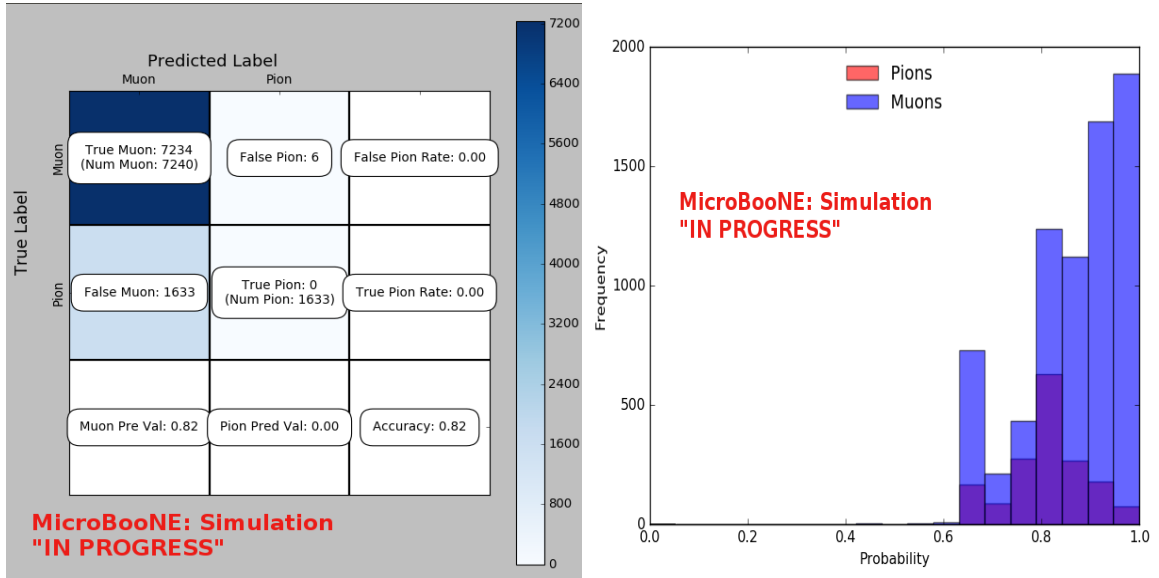 Predicted Label
Muon Pion
True Label
Muon
True Muon: 7234
(Num Muon: 7240)
False Pion: 6
False Pion Rate: 0.00
Pion
False Muon: 1633
True Pion: 0
(Num Pion: 1633)
True Pion Rate: 0.00
Muon Pre Val: 0.82
Pion Pred Val: 0.00
Accuracy: 0.82
7200
6400
5600
4800
4000
3200
2400
1600
800
0
MicroBooNE: Simulation
"IN PROGRESS"
2000
1500
1000
500
0
Frequency
Pions
Muons
MicroBooNE: Simulation
"IN PROGRESS"
0.0 0.2 0.4 0.6 0.8 1.0
Probability